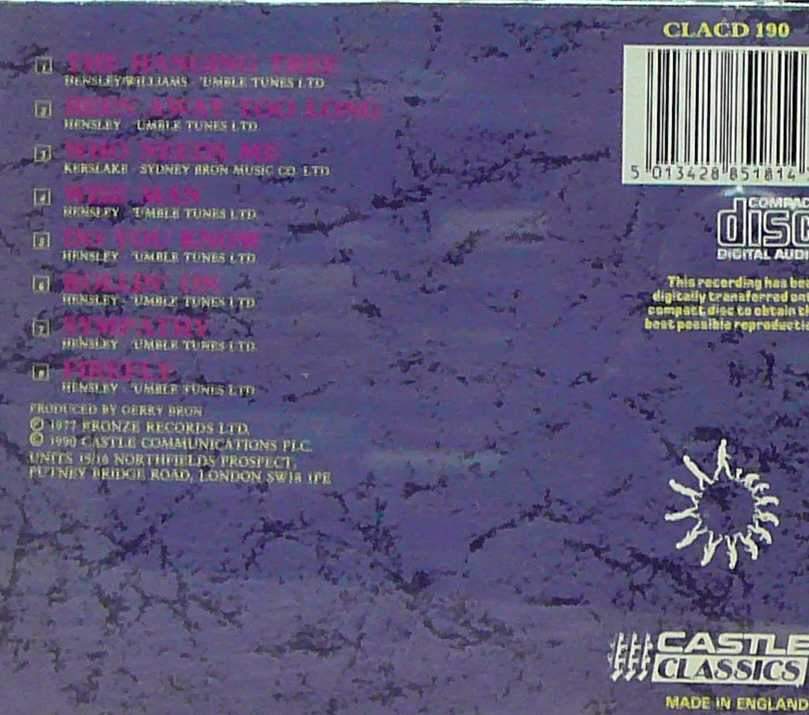 CLACD 190
1 THE HANGING TREE
HENSLEY/WILLIAMS · 'UMBLE TUNES LTD
2 BEEN AWAY TOO LONG
HENSLEY · 'UMBLE TUNES LTD
3 WHO NEEDS ME
KERSLAKE · SYDNEY BRON MUSIC CO. LTD
4 WISE MAN
HENSLEY · 'UMBLE TUNES LTD
5 DO YOU KNOW
HENSLEY · 'UMBLE TUNES LTD
6 ROLLIN' ON
HENSLEY · 'UMBLE TUNES LTD
7 SYMPATHY
HENSLEY · 'UMBLE TUNES LTD
8 FIREFLY
HENSLEY · 'UMBLE TUNES LTD
PRODUCED BY GERRY BRON
℗ 1977 BRONZE RECORDS LTD.
© 1990 CASTLE COMMUNICATIONS PLC.
UNITS 15/16 NORTHFIELDS PROSPECT,
PUTNEY BRIDGE ROAD, LONDON SW18 1PE
5 013428 851814
COMPAC
disc
DIGITAL AUDI
This recording has bee
digitally transferred on
compact disc to obtain th
best possible reproductio
CASTLE
CLASSICS
MADE IN ENGLAND